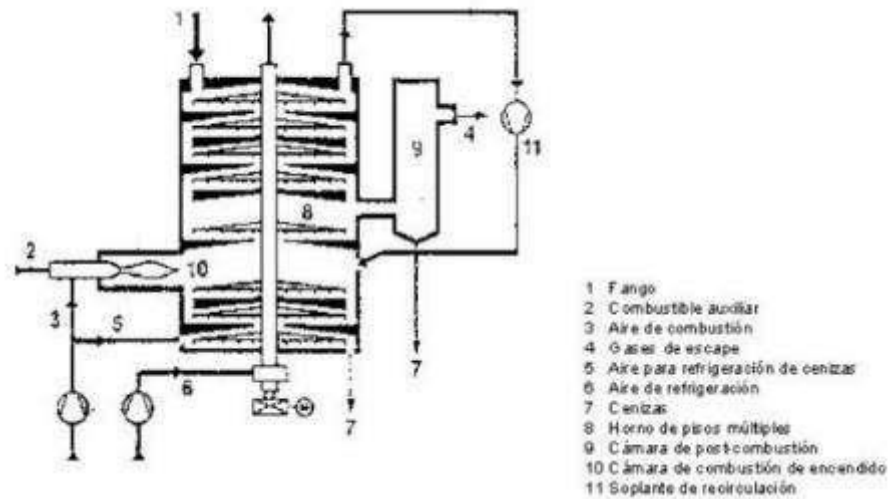 1
4
9
11
8
2
10
3
5
6
7
7
1 Fango
2 Combustible auxiliar
3 Aire de combustión
4 Gases de escape
5 Aire para refrigeración de cenizas
6 Aire de refrigeración
7 Cenizas
8 Horno de pisos múltiples
9 Cámara de post-combustión
10 Cámara de combustión de encendido
11 Soplante de recirculación